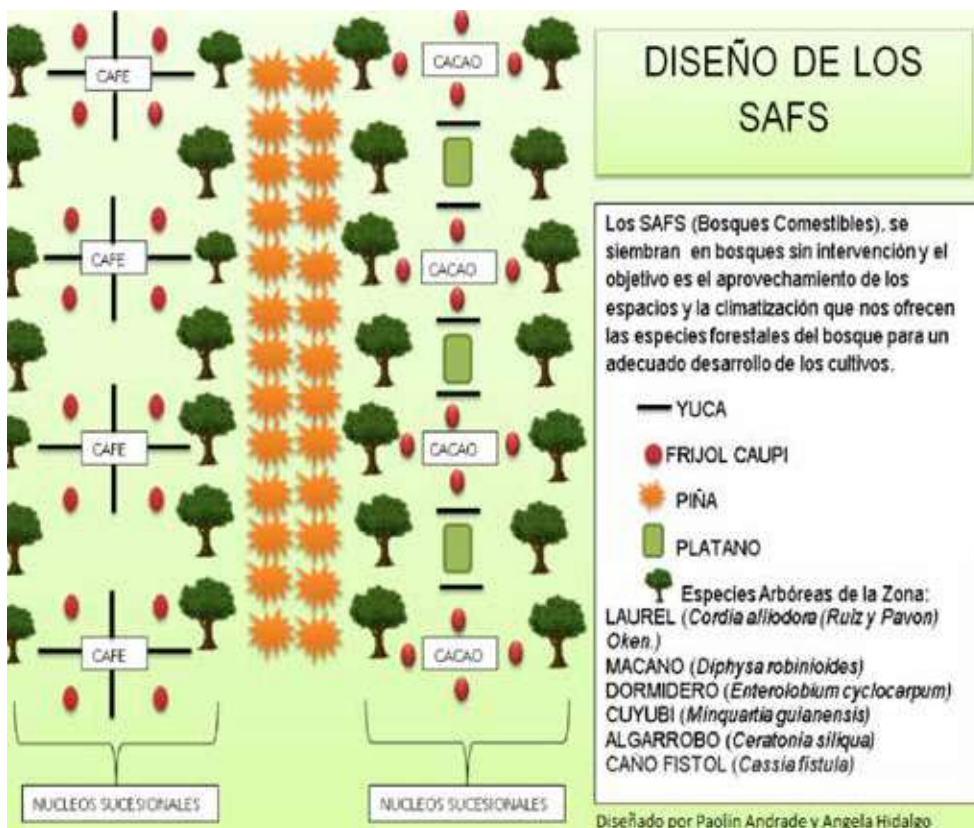 CAFE
CACAO
CAFE
CACAO
CAFE
CACAO
CAFE
CACAO
NUCLEOS SUCESIONALES
NUCLEOS SUCESIONALES
DISEÑO DE LOS
SAFS
Los SAFS (Bosques Comestibles), se
siembran en bosques sin intervención y el
objetivo es el aprovechamiento de los
espacios y la climatización que nos ofrecen
las especies forestales del bosque para un
adecuado desarrollo de los cultivos.
YUCA
FRIJOL CAUPI
PIÑA
PLATANO
Especies Arbóreas de la Zona:
LAUREL (Cordia alliodora (Ruiz y Pavon)
Oken.)
MACANO (Diphysa robinioides)
DORMIDERO (Enterolobium cyclocarpum)
CUYUBI (Minquartia guianensis)
ALGARROBO (Ceratonia siliqua)
CAÑO FISTOL (Cassia fistula)
Diseñado por Paolin Andrade y Angela Hidalgo